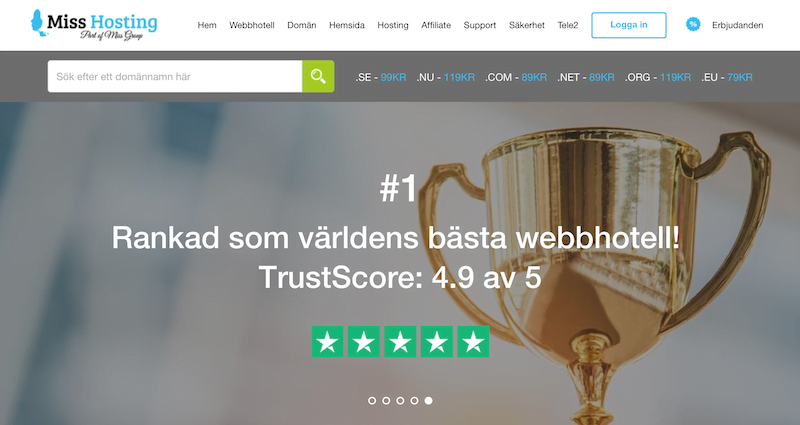 Miss Hosting
Part of Miss Group
Hem Webbhotell Domän Hemsida Hosting Affiliate Support Säkerhet Tele2 Logga in % Erbjudanden
Sök efter ett domännamn här
.SE - 99KR .NU - 119KR .COM - 89KR .NET - 89KR .ORG - 119KR .EU - 79KR
#1
Rankad som världens bästa webbhotell!
TrustScore: 4.9 av 5